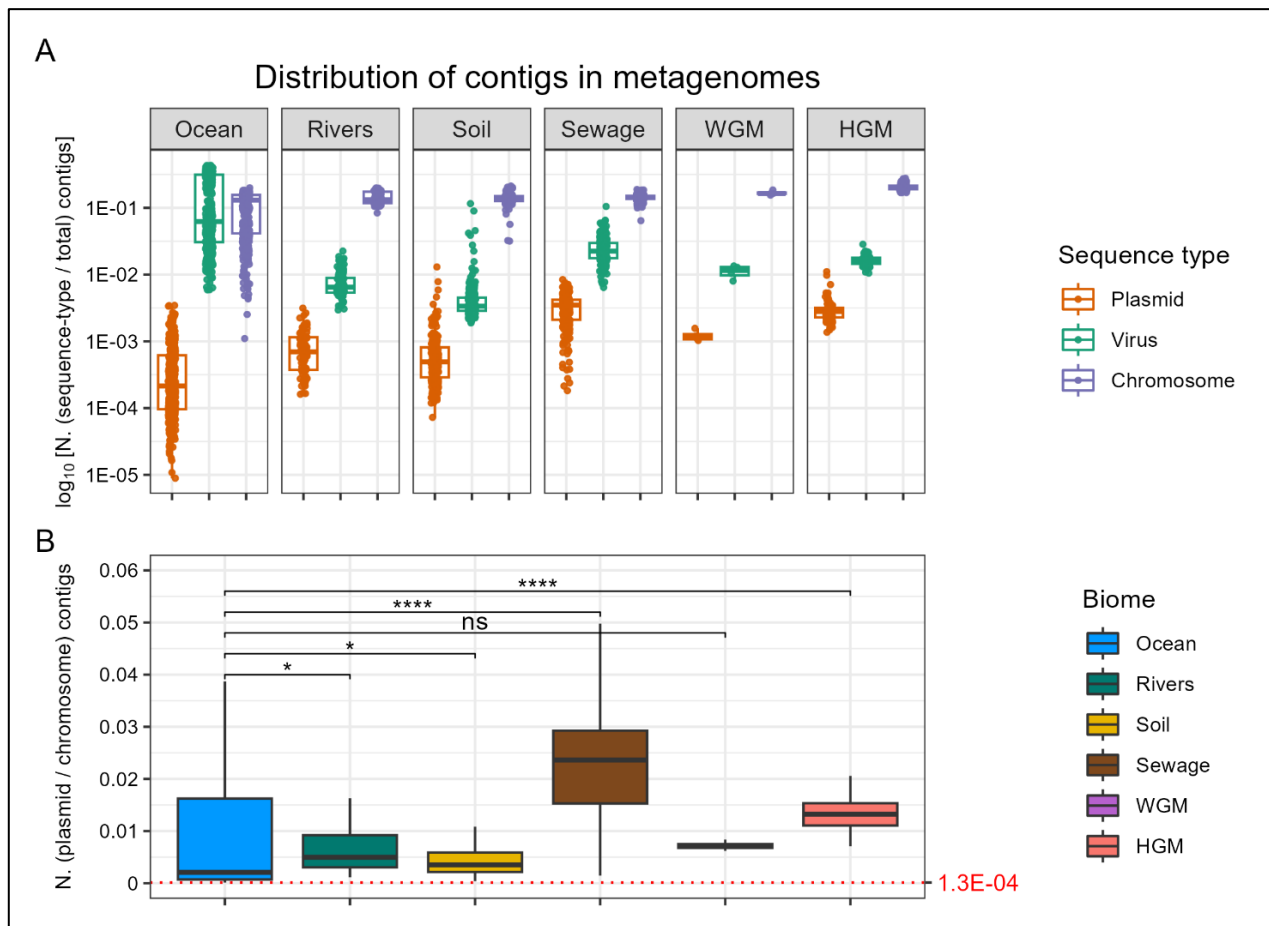 A
Distribution of contigs in metagenomes
Ocean Rivers Soil Sewage WGM HGM
log₁₀ [N. (sequence-type / total) contigs]
1E-01
1E-02
1E-03
1E-04
1E-05
Sequence type
Plasmid
Virus
Chromosome
B
N. (plasmid / chromosome) contigs
0.06
0.05
0.04
0.03
0.02
0.01
0
****
****
ns
*
*
1.3E-04
Biome
Ocean
Rivers
Soil
Sewage
WGM
HGM